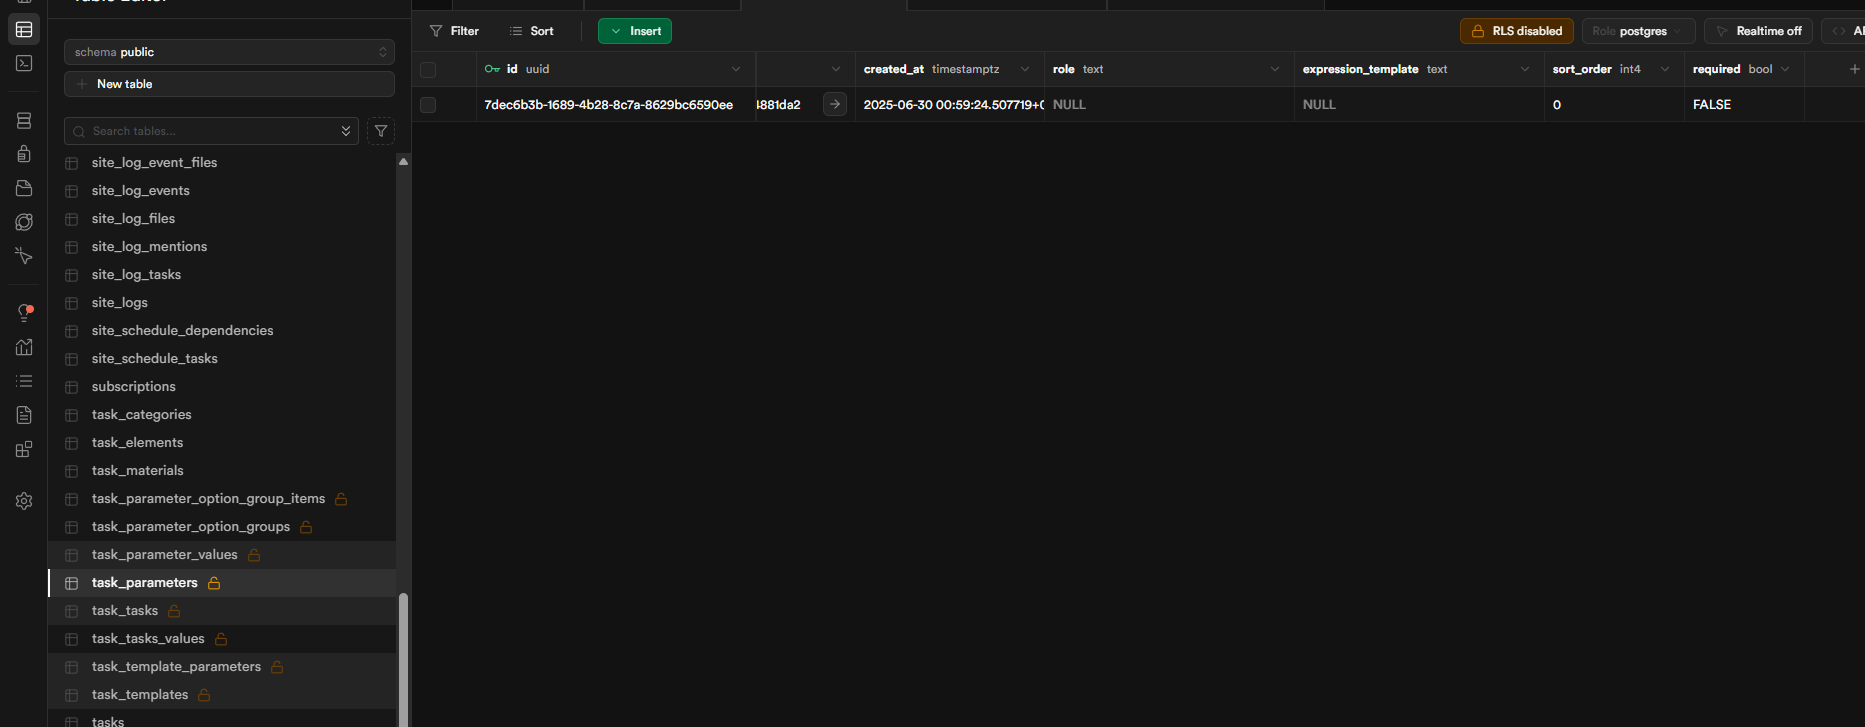 schema public
New table
Search tables...
site_log_event_files
site_log_events
site_log_files
site_log_mentions
site_log_tasks
site_logs
site_schedule_dependencies
site_schedule_tasks
subscriptions
task_categories
task_elements
task_materials
task_parameter_option_group_items
task_parameter_option_groups
task_parameter_values
task_parameters
task_tasks
task_tasks_values
task_template_parameters
task_templates
tasks
Filter Sort Insert RLS disabled Role postgres Realtime off
id uuid created_at timestamptz role text expression_template text sort_order int4 required bool
7dec6b3b-1689-4b28-8c7a-8629bc6590ee 4881da2 2025-06-30 00:59:24.507719+0 NULL NULL 0 FALSE